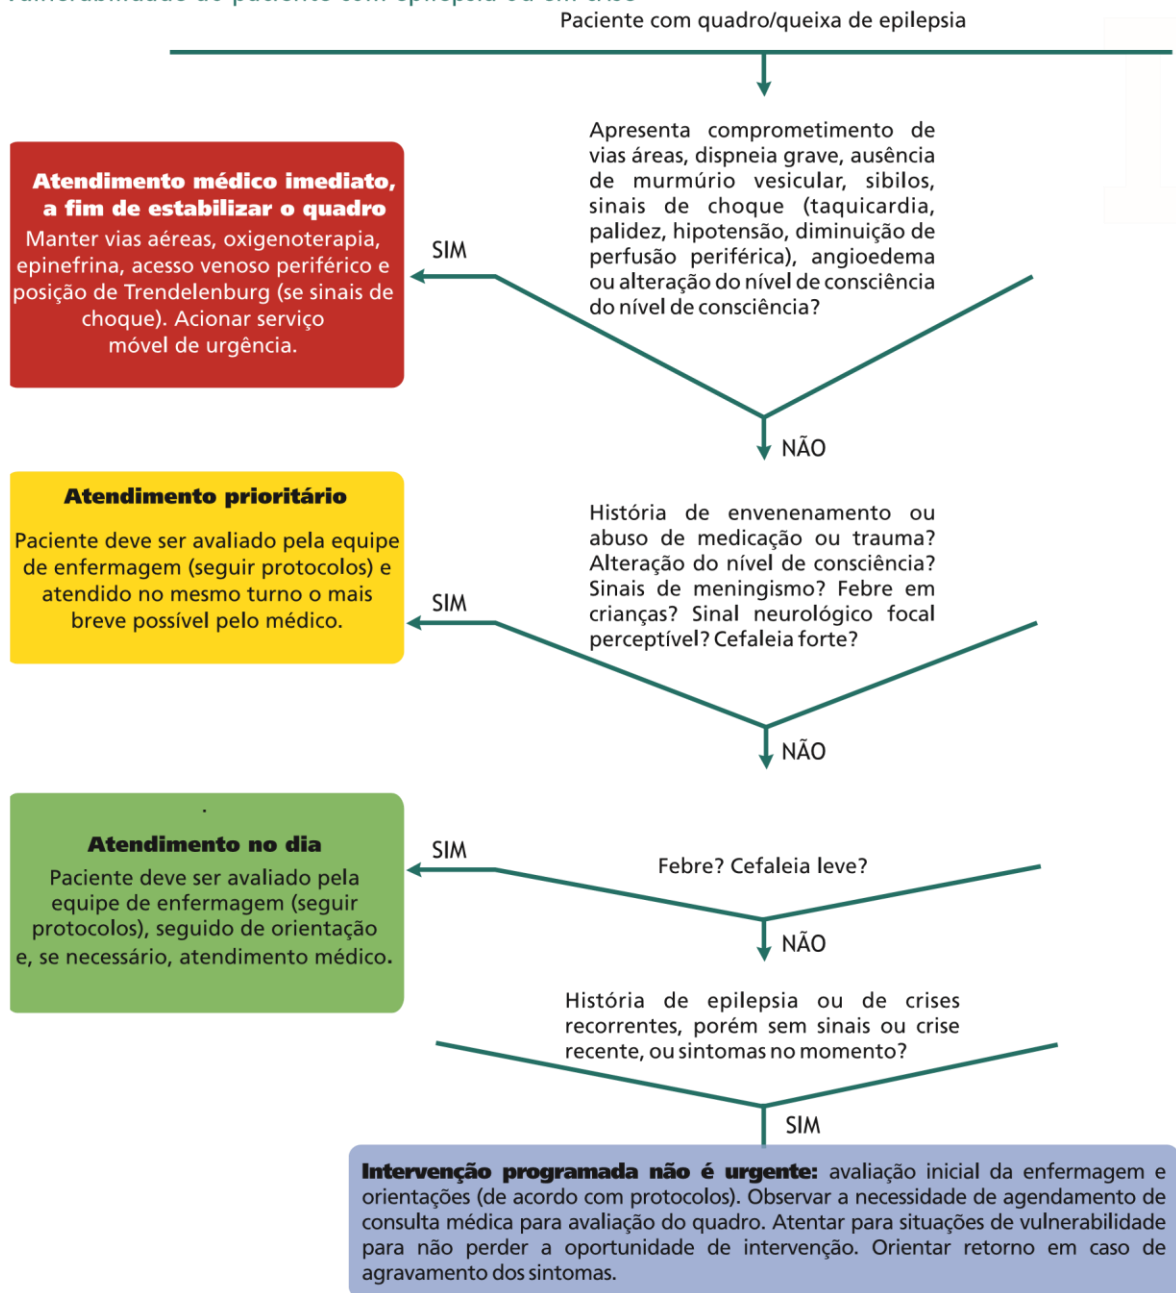 Vulnerabilidade do paciente com epilepsia ou em crise
Paciente com quadro/queixa de epilepsia
Apresenta comprometimento de
vias áreas, dispneia grave, ausência
de murmúrio vesicular, sibilos,
sinais de choque (taquicardia,
palidez, hipotensão, diminuição de
perfusão periférica), angioedema
ou alteração do nível de consciência
do nível de consciência?
SIM
Atendimento médico imediato,
a fim de estabilizar o quadro
Manter vias aéreas, oxigenoterapia,
epinefrina, acesso venoso periférico e
posição de Trendelenburg (se sinais de
choque). Acionar serviço
móvel de urgência.
NÃO
História de envenenamento ou
abuso de medicação ou trauma?
Alteração do nível de consciência?
Sinais de meningismo? Febre em
crianças? Sinal neurológico focal
perceptível? Cefaleia forte?
SIM
Atendimento prioritário
Paciente deve ser avaliado pela equipe
de enfermagem (seguir protocolos) e
atendido no mesmo turno o mais
breve possível pelo médico.
NÃO
Febre? Cefaleia leve?
SIM
.
Atendimento no dia
Paciente deve ser avaliado pela
equipe de enfermagem (seguir
protocolos), seguido de orientação
e, se necessário, atendimento médico.
NÃO
História de epilepsia ou de crises
recorrentes, porém sem sinais ou crise
recente, ou sintomas no momento?
SIM
Intervenção programada não é urgente: avaliação inicial da enfermagem e
orientações (de acordo com protocolos). Observar a necessidade de agendamento de
consulta médica para avaliação do quadro. Atentar para situações de vulnerabilidade
para não perder a oportunidade de intervenção. Orientar retorno em caso de
agravamento dos sintomas.